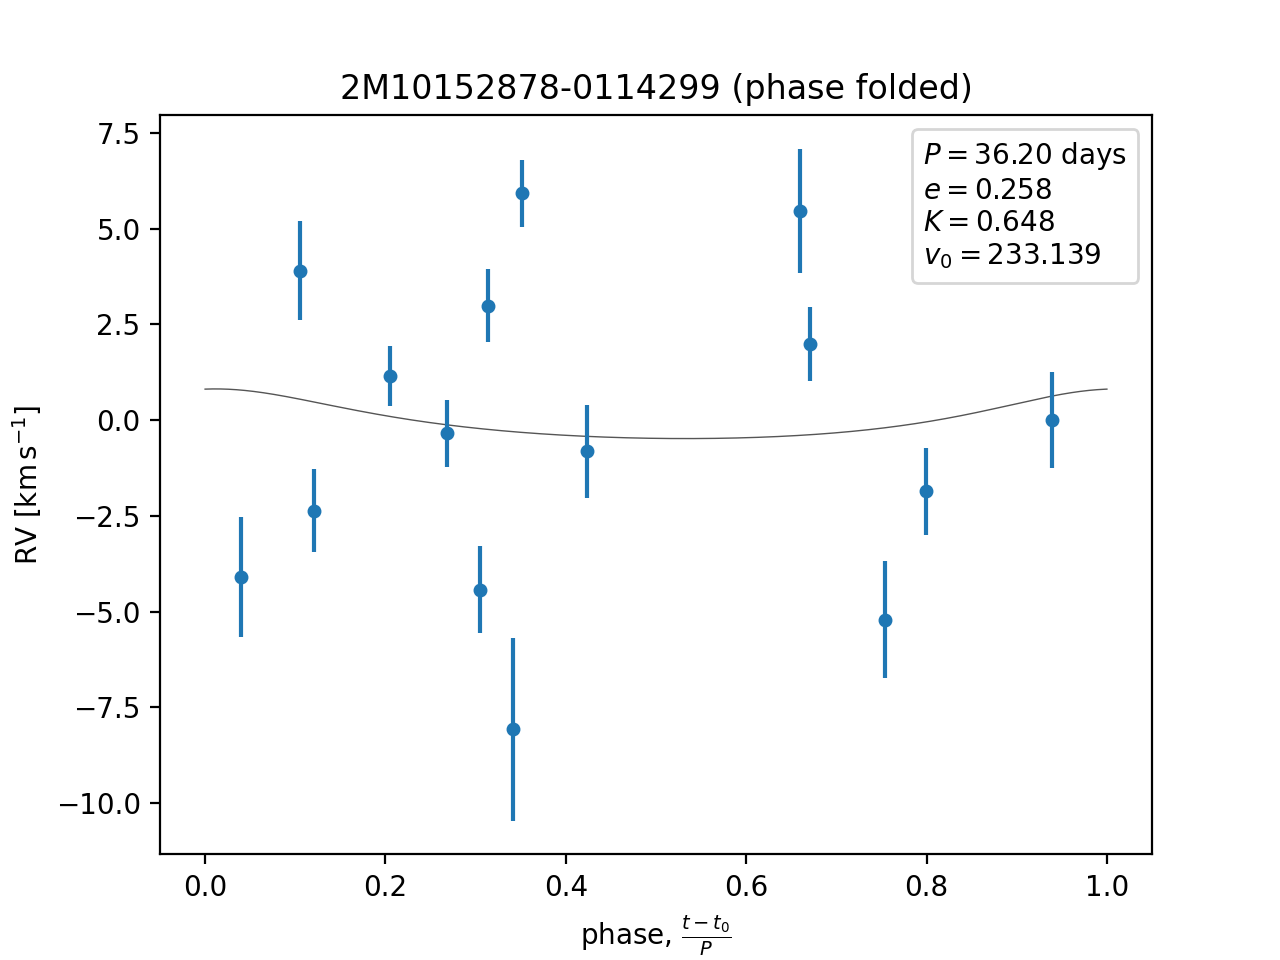 2M10152878-0114299 (phase folded)
P = 36.20 days
e = 0.258
K = 0.648
v₀ = 233.139
7.5
5.0
2.5
0.0
−2.5
−5.0
−7.5
−10.0
RV [km s⁻¹]
0.0 0.2 0.4 0.6 0.8 1.0
phase, (t − t₀)/P